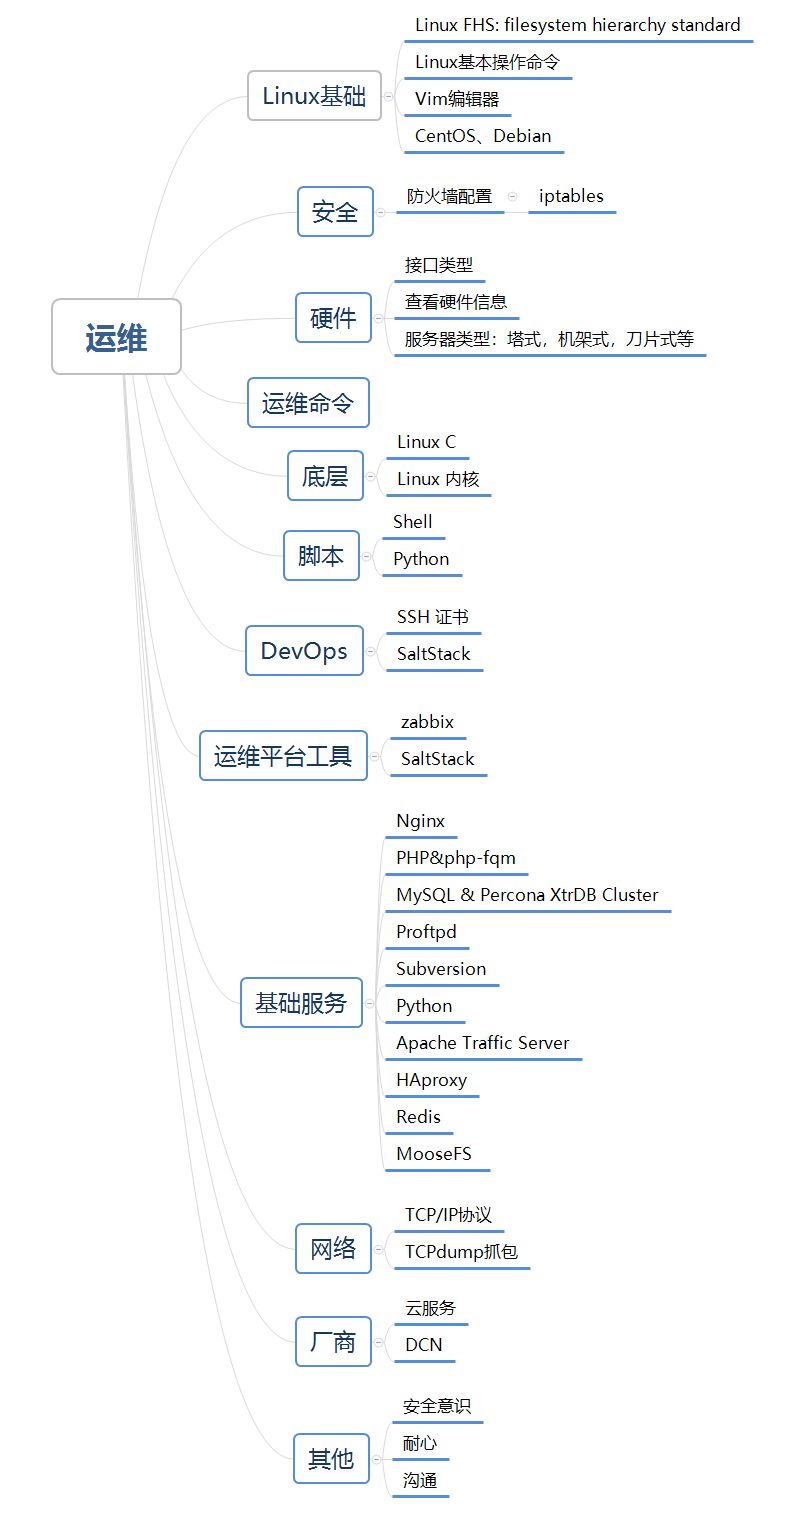 运维
Linux基础
Linux FHS: filesystem hierarchy standard
Linux基本操作命令
Vim编辑器
CentOS、Debian
安全
防火墙配置
iptables
硬件
接口类型
查看硬件信息
服务器类型：塔式，机架式，刀片式等
运维命令
底层
Linux C
Linux 内核
脚本
Shell
Python
DevOps
SSH 证书
SaltStack
运维平台工具
zabbix
SaltStack
基础服务
Nginx
PHP&php-fqm
MySQL & Percona XtrDB Cluster
Proftpd
Subversion
Python
Apache Traffic Server
HAproxy
Redis
MooseFS
网络
TCP/IP协议
TCPdump抓包
厂商
云服务
DCN
其他
安全意识
耐心
沟通